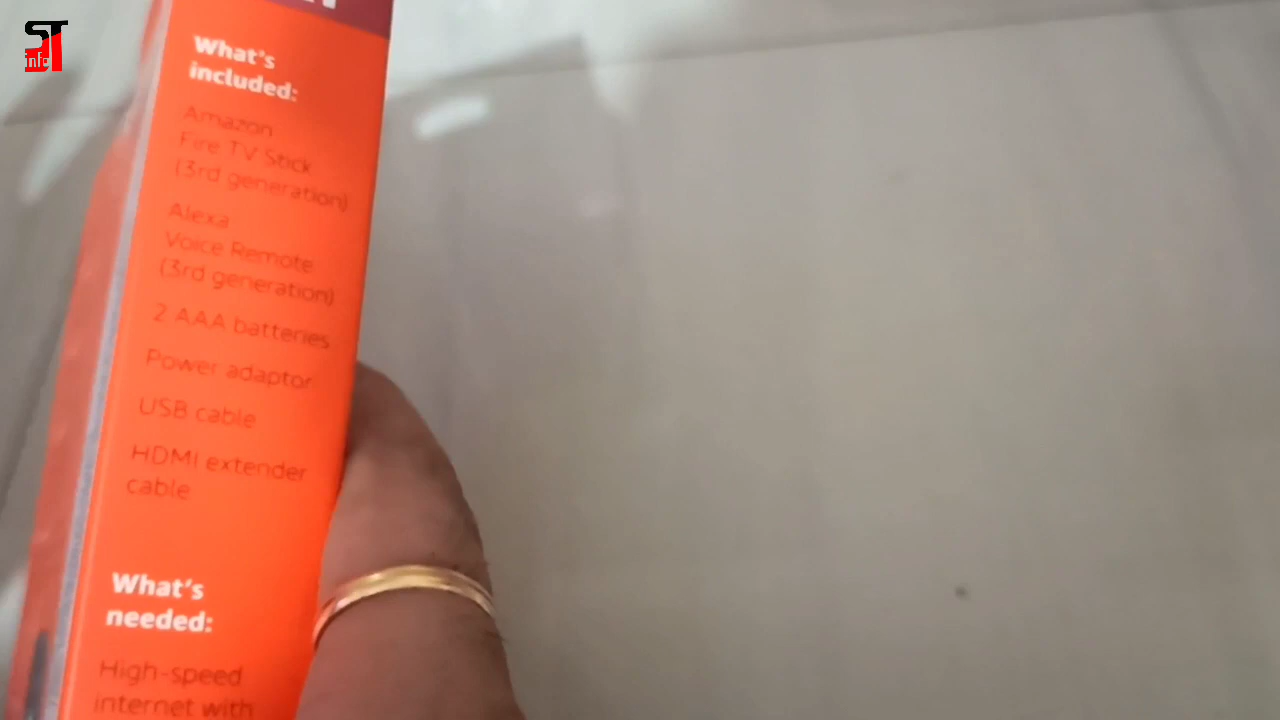 ST
info
What's
included:
Amazon
Fire TV Stick
(3rd generation)
Alexa
Voice Remote
(3rd generation)
2 AAA batteries
Power adaptor
USB cable
HDMI extender
cable
What's
needed:
High-speed
internet with